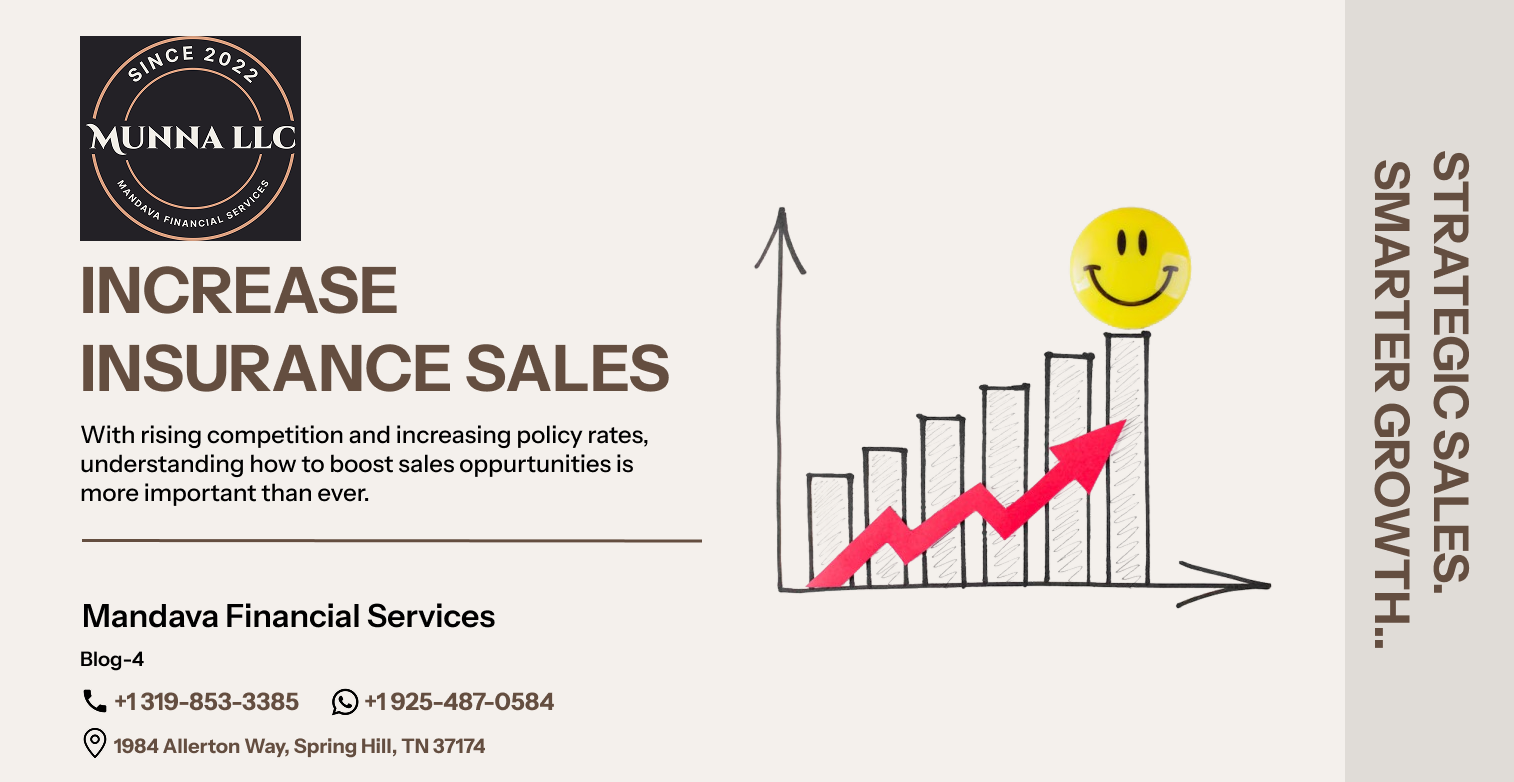 SINCE 2022
MUNNA LLC
MANDAVA FINANCIAL SERVICES
INCREASE
INSURANCE SALES
With rising competition and increasing policy rates,
understanding how to boost sales oppurtunities is
more important than ever.
Mandava Financial Services
Blog-4
+1 319-853-3385 +1 925-487-0584
1984 Allerton Way, Spring Hill, TN 37174
STRATEGIC SALES.
SMARTER GROWTH..